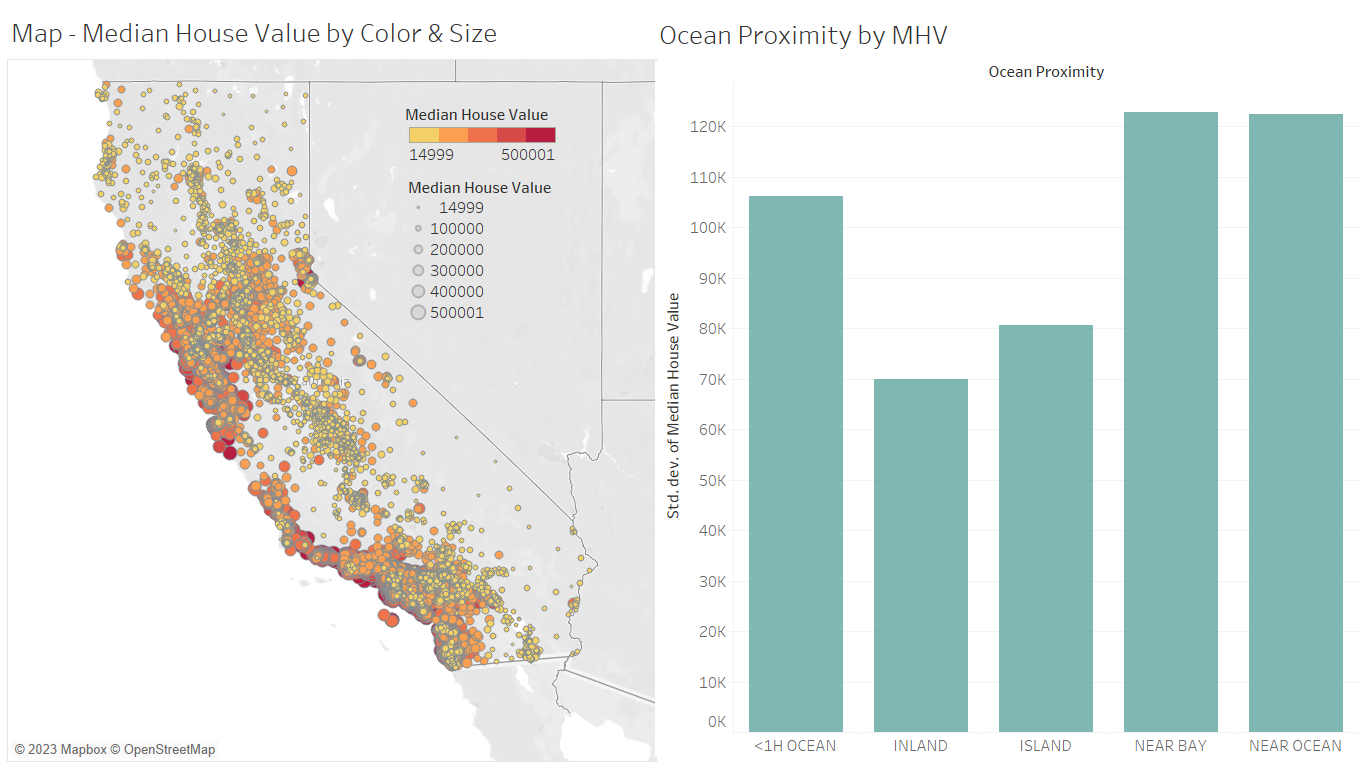 Map - Median House Value by Color & Size
Median House Value
14999 500001
Median House Value
14999
100000
200000
300000
400000
500001
© 2023 Mapbox © OpenStreetMap
Ocean Proximity by MHV
Ocean Proximity
Std. dev. of Median House Value
120K
110K
100K
90K
80K
70K
60K
50K
40K
30K
20K
10K
0K
<1H OCEAN INLAND ISLAND NEAR BAY NEAR OCEAN